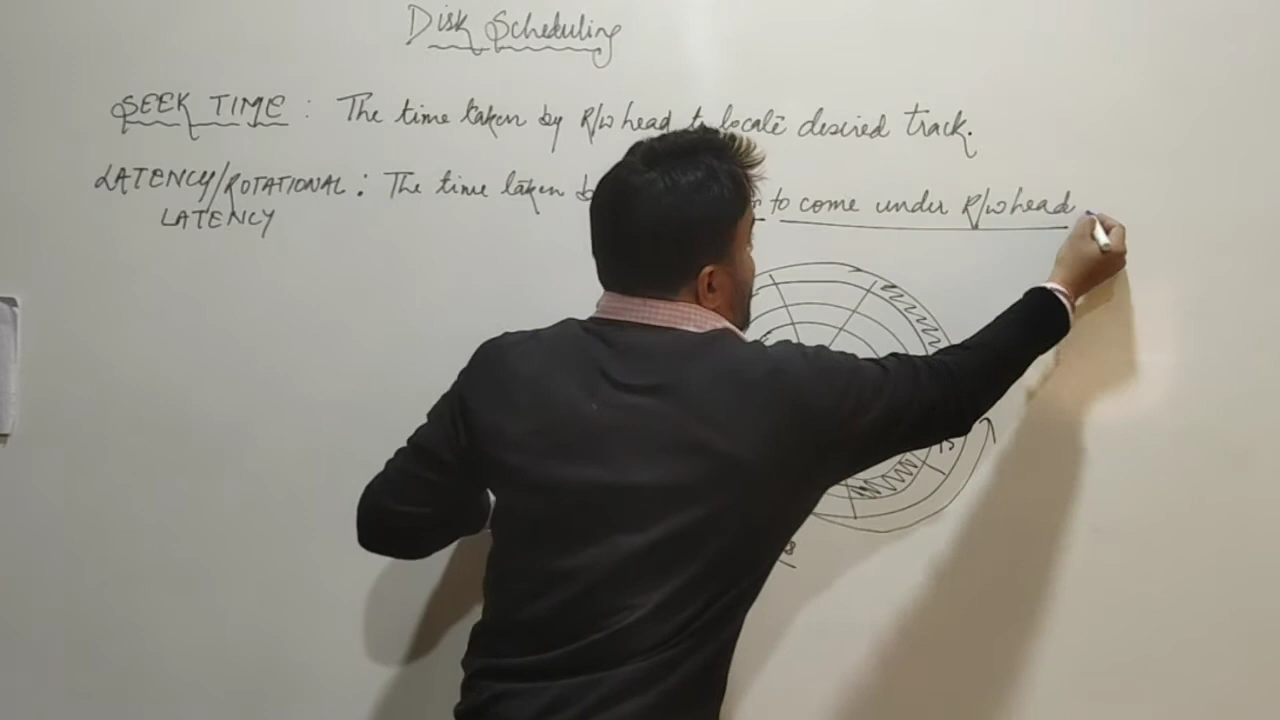 Disk Scheduling
SEEK TIME : The time taken by R/W head to locate desired track.
LATENCY/ROTATIONAL : The time taken to come under R/W head
LATENCY